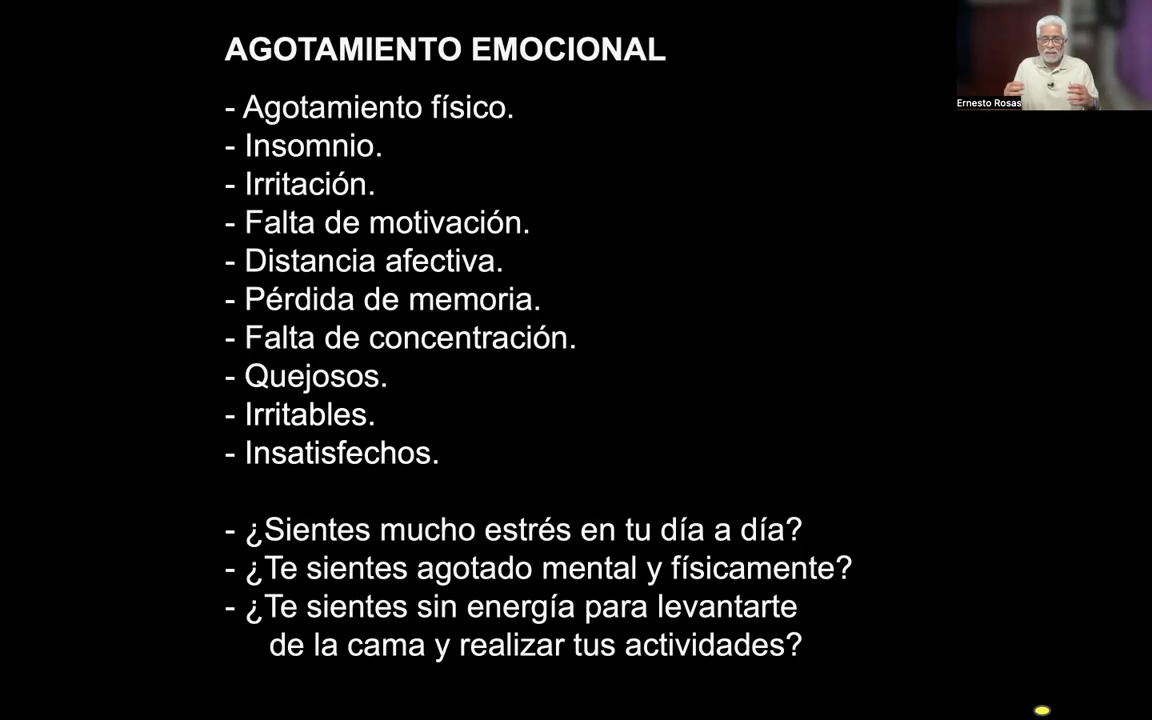 AGOTAMIENTO EMOCIONAL
- Agotamiento físico.
- Insomnio.
- Irritación.
- Falta de motivación.
- Distancia afectiva.
- Pérdida de memoria.
- Falta de concentración.
- Quejosos.
- Irritables.
- Insatisfechos.
- ¿Sientes mucho estrés en tu día a día?
- ¿Te sientes agotado mental y físicamente?
- ¿Te sientes sin energía para levantarte
de la cama y realizar tus actividades?
Ernesto Rosas